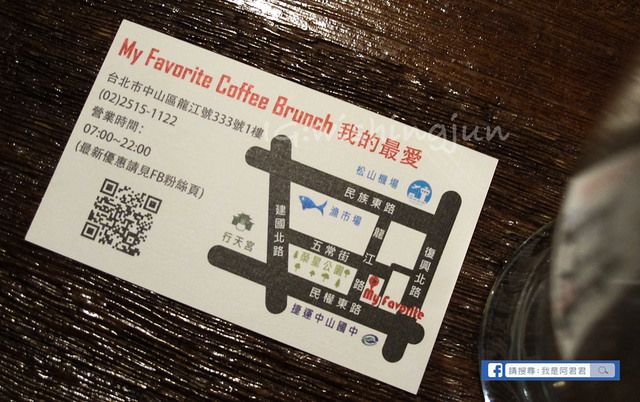 My Favorite Coffee Brunch 我的最愛
台北市中山區龍江號333號1樓
(02)2515-1122
營業時間：
07:00~22:00
(最新優惠請見FB粉絲頁)
IG:Wishingjun
松山機場
民族東路
漁市場
行天宮
建國北路
五常街
龍江路
復興北路
榮星公園
民權東路
My Favorite
捷運中山國中
請搜尋：我是阿君君